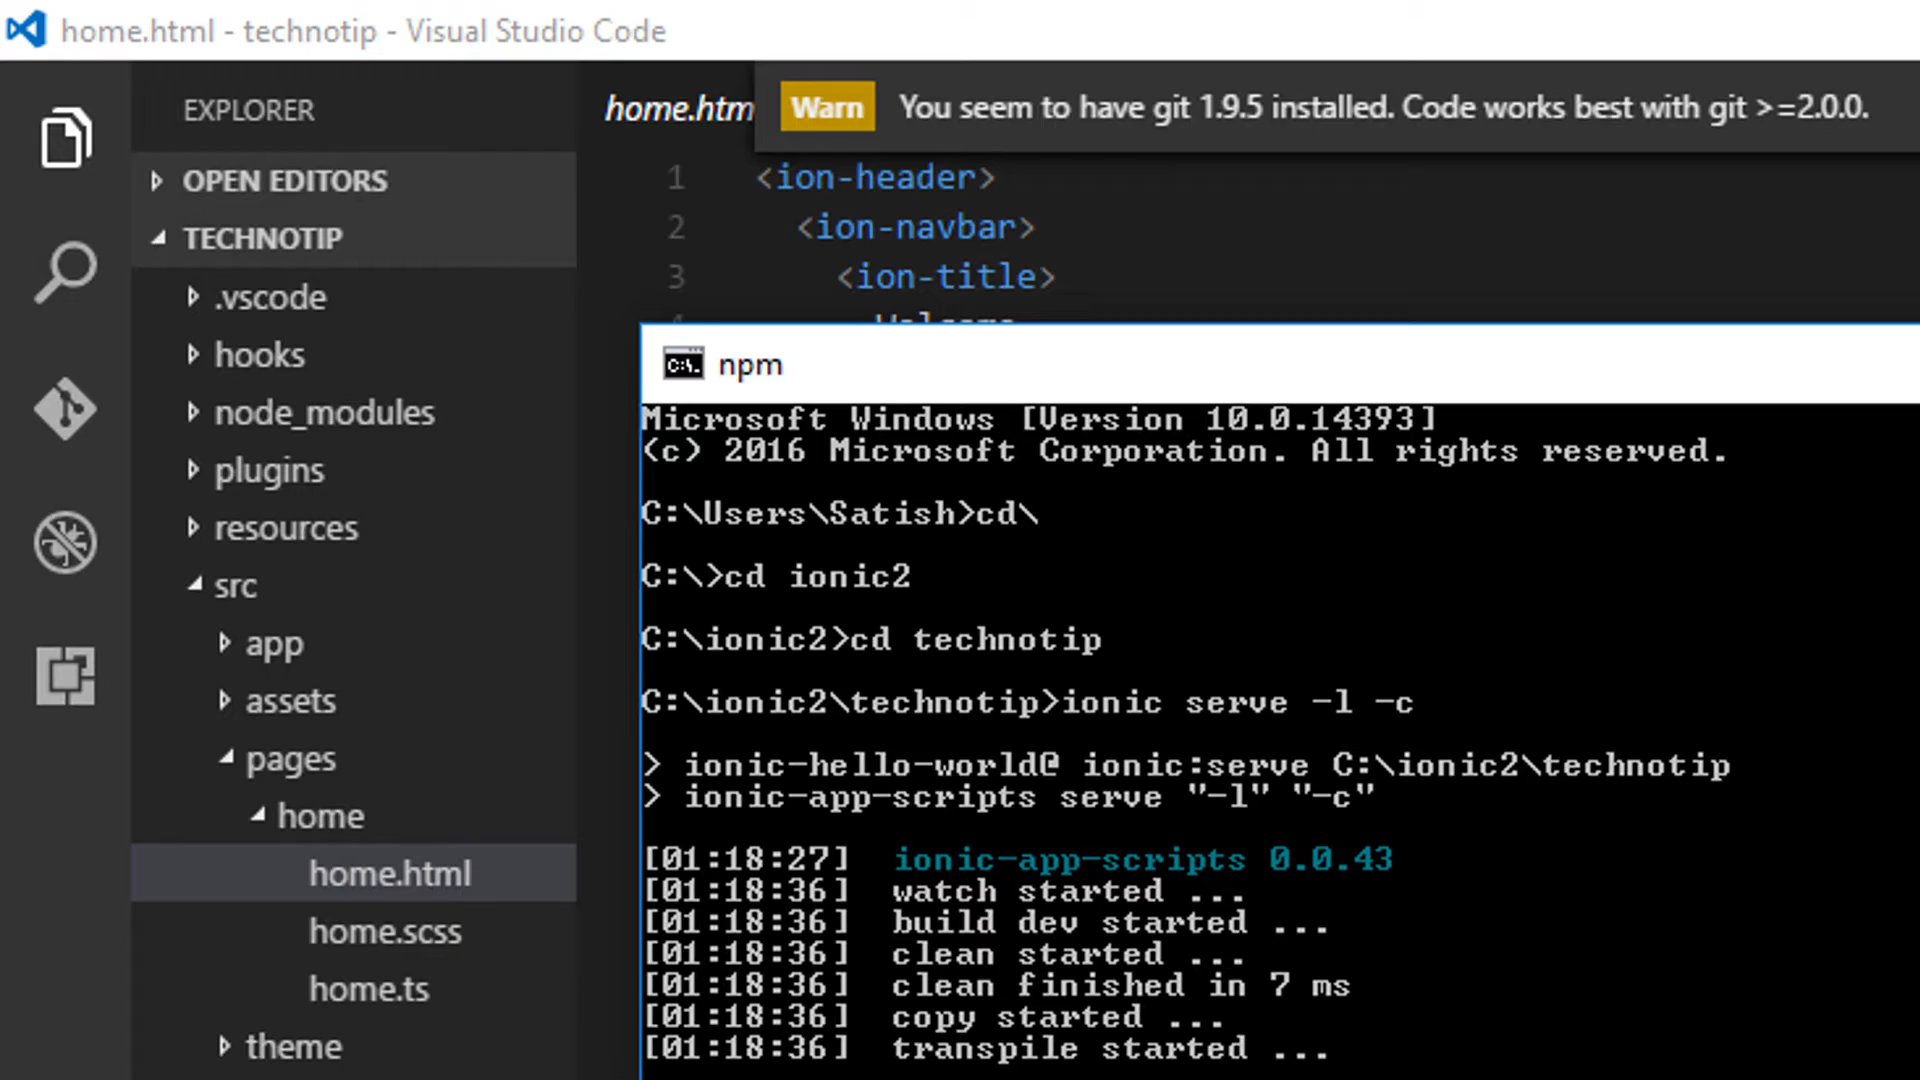 home.html - technotip - Visual Studio Code
EXPLORER
OPEN EDITORS
TECHNOTIP
.vscode
hooks
node_modules
plugins
resources
src
app
assets
pages
home
home.html
home.scss
home.ts
theme
home.htm
Warn You seem to have git 1.9.5 installed. Code works best with git >=2.0.0.
1 <ion-header>
2 <ion-navbar>
3 <ion-title>
4 Welcome
C:\. npm
Microsoft Windows [Version 10.0.14393]
(c) 2016 Microsoft Corporation. All rights reserved.
C:\Users\Satish>cd\
C:\>cd ionic2
C:\ionic2>cd technotip
C:\ionic2\technotip>ionic serve -l -c
> ionic-hello-world@ ionic:serve C:\ionic2\technotip
> ionic-app-scripts serve "-l" "-c"
[01:18:27] ionic-app-scripts 0.0.43
[01:18:36] watch started ...
[01:18:36] build dev started ...
[01:18:36] clean started ...
[01:18:36] clean finished in 7 ms
[01:18:36] copy started ...
[01:18:36] transpile started ...